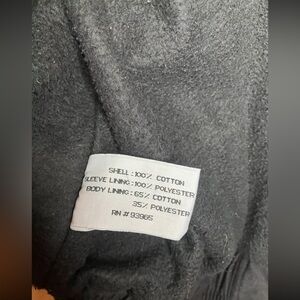 SHELL : 100% COTTON
SLEEVE LINING : 100% POLYESTER
BODY LINING : 65% COTTON
35% POLYESTER
RN # 93965